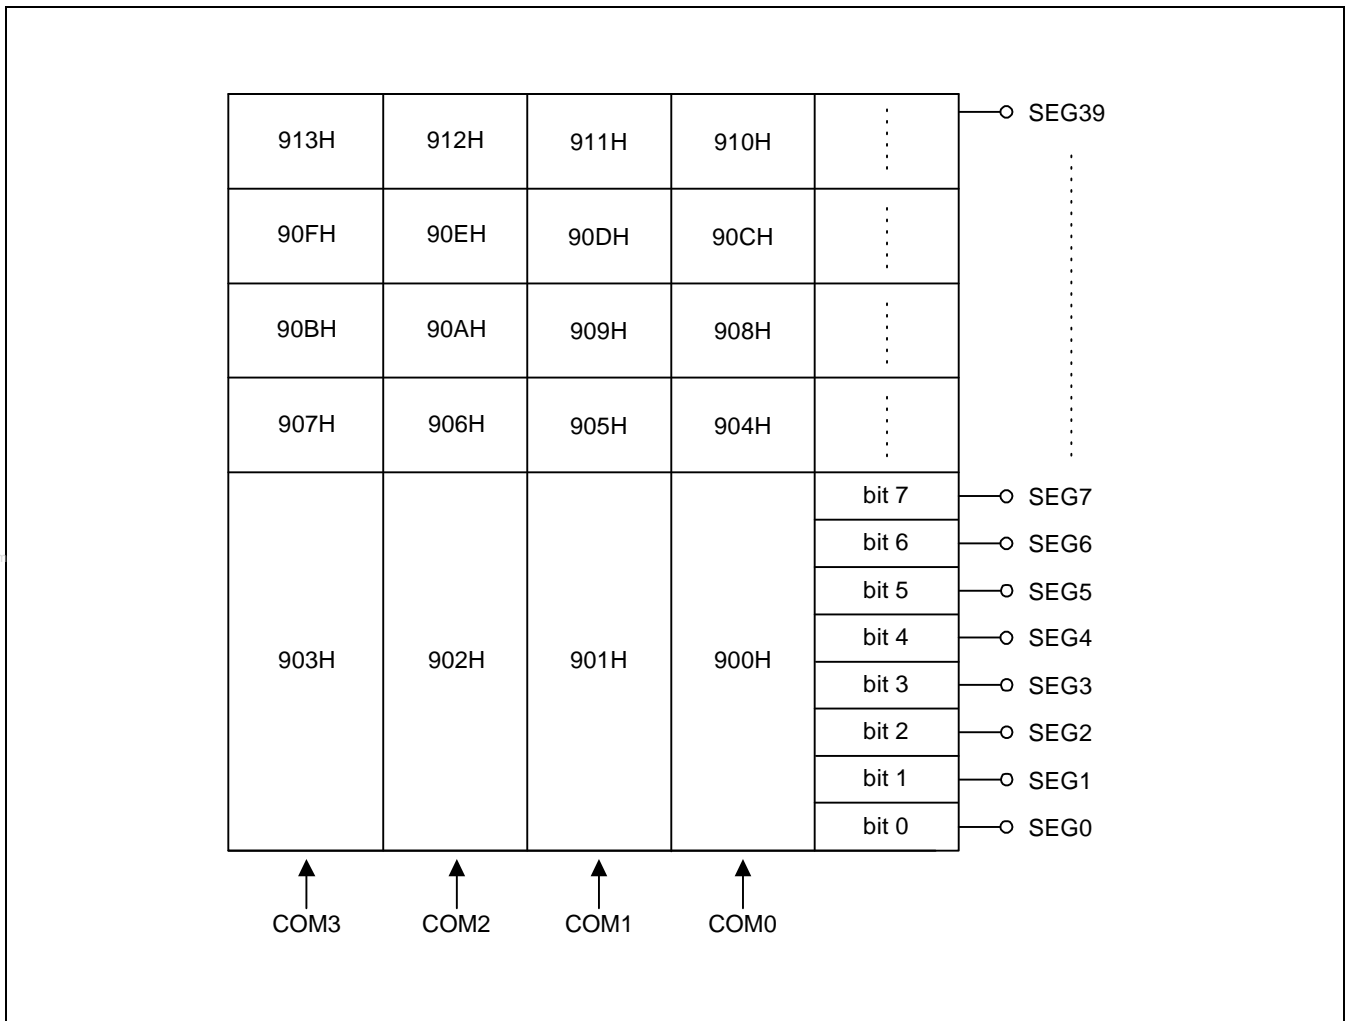 913H 912H 911H 910H SEG39
90FH 90EH 90DH 90CH
90BH 90AH 909H 908H
907H 906H 905H 904H
bit 7 SEG7
bit 6 SEG6
bit 5 SEG5
bit 4 SEG4
903H 902H 901H 900H
bit 3 SEG3
bit 2 SEG2
bit 1 SEG1
bit 0 SEG0
COM3 COM2 COM1 COM0